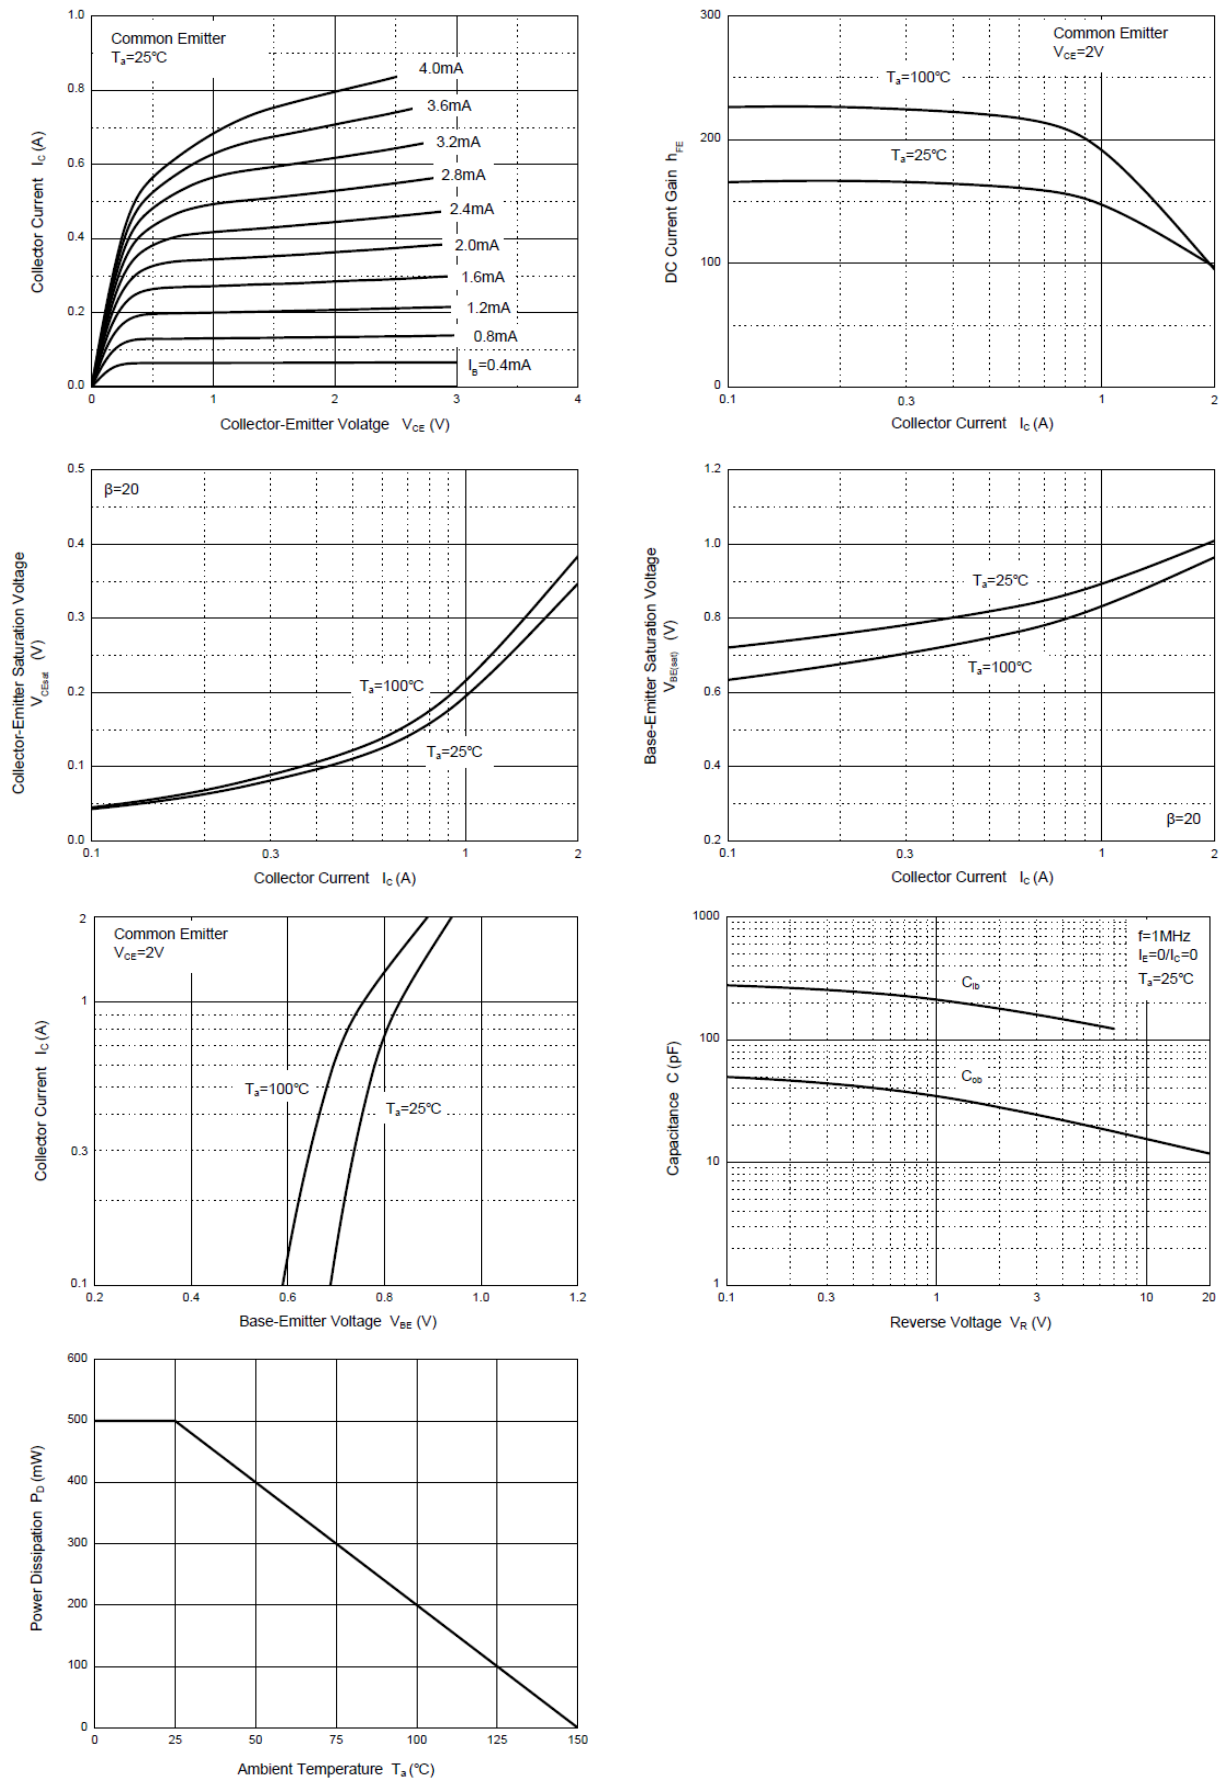 Common Emitter
Ta=25℃
4.0mA
3.6mA
3.2mA
2.8mA
2.4mA
2.0mA
1.6mA
1.2mA
0.8mA
IB=0.4mA
1.0
0.8
0.6
0.4
0.2
0.0
0 1 2 3 4
Collector Current IC (A)
Collector-Emitter Volatge VCE (V)
Common Emitter
VCE=2V
Ta=100℃
Ta=25℃
300
200
100
0
0.1 0.3 1 2
DC Current Gain hFE
Collector Current IC (A)
β=20
Ta=100℃
Ta=25℃
0.5
0.4
0.3
0.2
0.1
0.0
0.1 0.3 1 2
Collector-Emitter Saturation Voltage
VCEsat (V)
Collector Current IC (A)
Ta=25℃
Ta=100℃
β=20
1.2
1.0
0.8
0.6
0.4
0.2
0.1 0.3 1 2
Base-Emitter Saturation Voltage
VBE(sat) (V)
Collector Current IC (A)
Common Emitter
VCE=2V
Ta=100℃
Ta=25℃
2
1
0.3
0.1
0.2 0.4 0.6 0.8 1.0 1.2
Collector Current IC (A)
Base-Emitter Voltage VBE (V)
f=1MHz
IE=0/IC=0
Ta=25℃
Cib
Cob
1000
100
10
1
0.1 0.3 1 3 10 20
Capacitance C (pF)
Reverse Voltage VR (V)
600
500
400
300
200
100
0
0 25 50 75 100 125 150
Power Dissipation PD (mW)
Ambient Temperature Ta (℃)